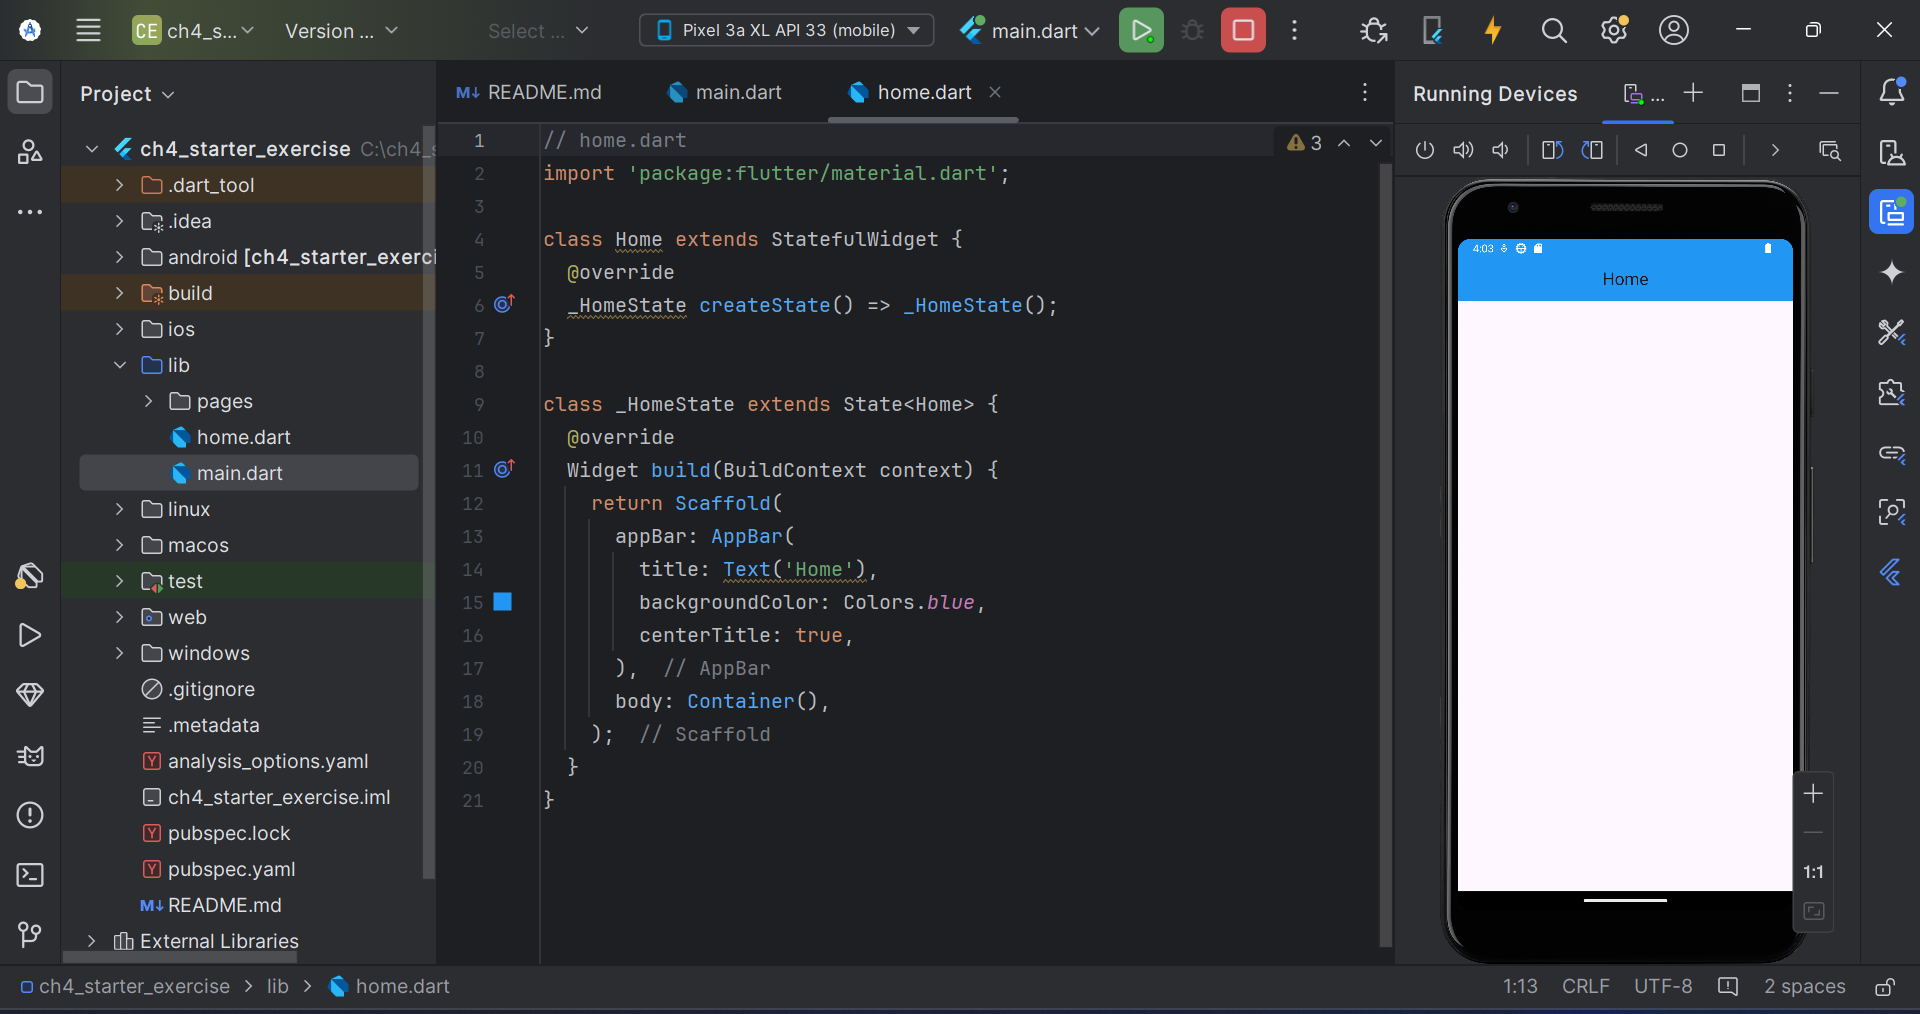 CE ch4_s... Version ... Select ... Pixel 3a XL API 33 (mobile) main.dart
Project
ch4_starter_exercise C:\ch4_s
.dart_tool
.idea
android [ch4_starter_exerci
build
ios
lib
pages
home.dart
main.dart
linux
macos
test
web
windows
.gitignore
.metadata
analysis_options.yaml
ch4_starter_exercise.iml
pubspec.lock
pubspec.yaml
M↓ README.md
External Libraries
M↓ README.md main.dart home.dart
3
1 // home.dart
2 import 'package:flutter/material.dart';
3
4 class Home extends StatefulWidget {
5 @override
6 _HomeState createState() => _HomeState();
7 }
8
9 class _HomeState extends State<Home> {
10 @override
11 Widget build(BuildContext context) {
12 return Scaffold(
13 appBar: AppBar(
14 title: Text('Home'),
15 backgroundColor: Colors.blue,
16 centerTitle: true,
17 ), // AppBar
18 body: Container(),
19 ); // Scaffold
20 }
21 }
Running Devices ...
4:03
Home
1:1
ch4_starter_exercise > lib > home.dart
1:13 CRLF UTF-8 2 spaces